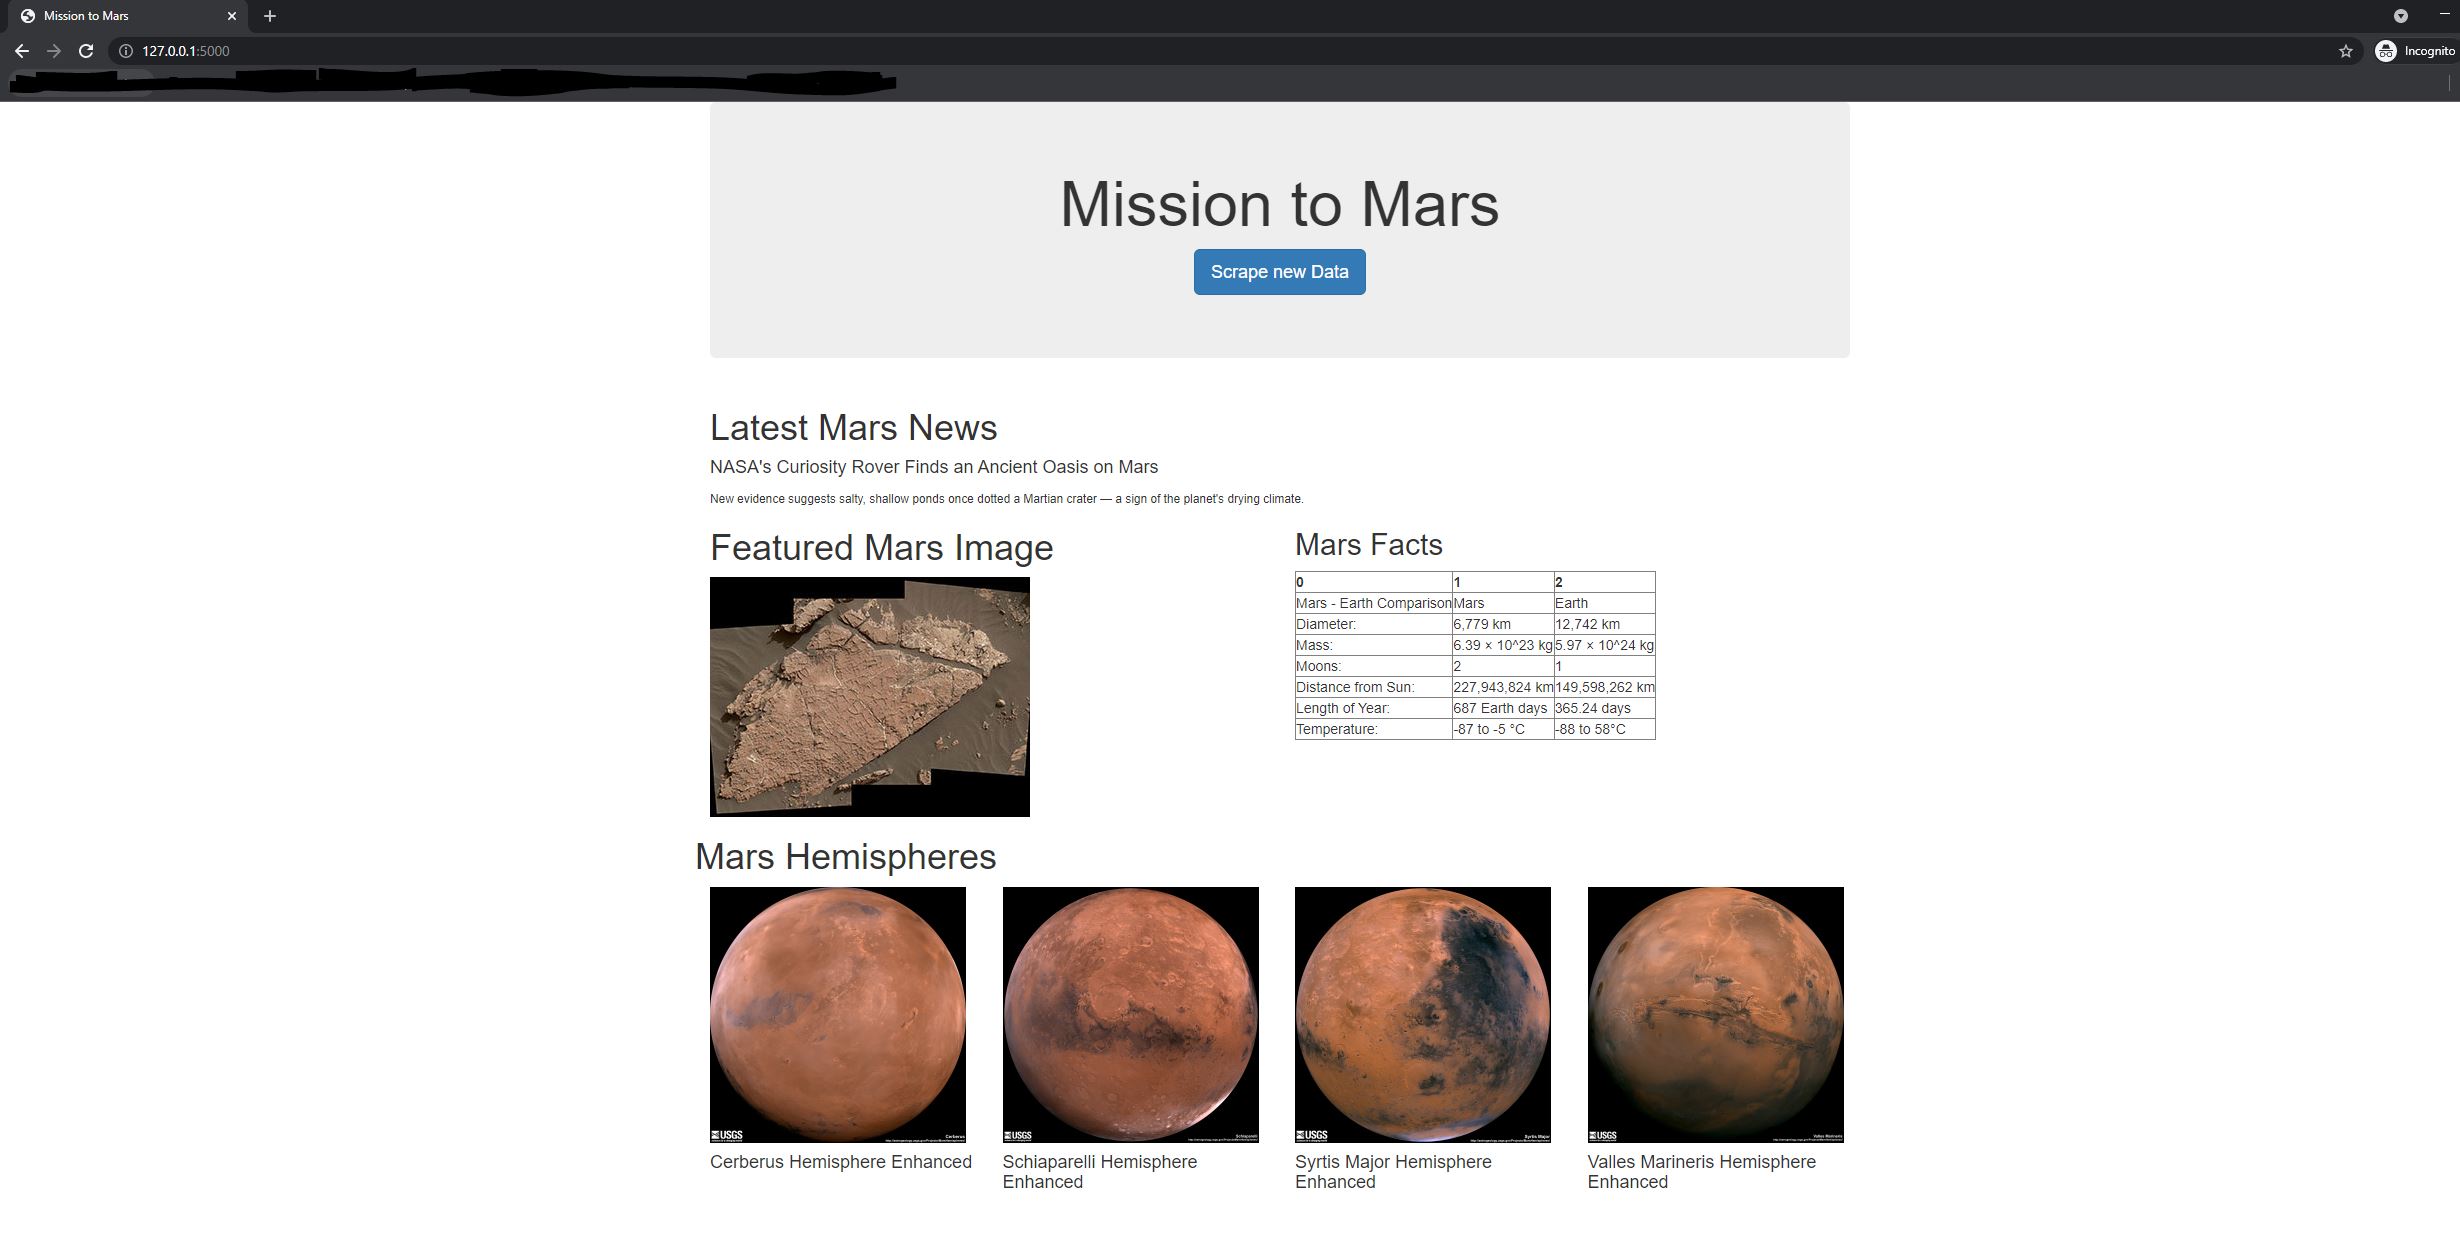 Mission to Mars
127.0.0.1:5000
Incognito
Mission to Mars
Scrape new Data
Latest Mars News
NASA's Curiosity Rover Finds an Ancient Oasis on Mars
New evidence suggests salty, shallow ponds once dotted a Martian crater — a sign of the planet's drying climate.
Featured Mars Image
Mars Facts
0 1 2
Mars - Earth Comparison Mars Earth
Diameter: 6,779 km 12,742 km
Mass: 6.39 × 10^23 kg 5.97 × 10^24 kg
Moons: 2 1
Distance from Sun: 227,943,824 km 149,598,262 km
Length of Year: 687 Earth days 365.24 days
Temperature: -87 to -5 °C -88 to 58°C
Mars Hemispheres
USGS
Cerberus
USGS
Schiaparelli
USGS
Syrtis Major
USGS
Valles Marineris
Cerberus Hemisphere Enhanced
Schiaparelli Hemisphere
Enhanced
Syrtis Major Hemisphere
Enhanced
Valles Marineris Hemisphere
Enhanced